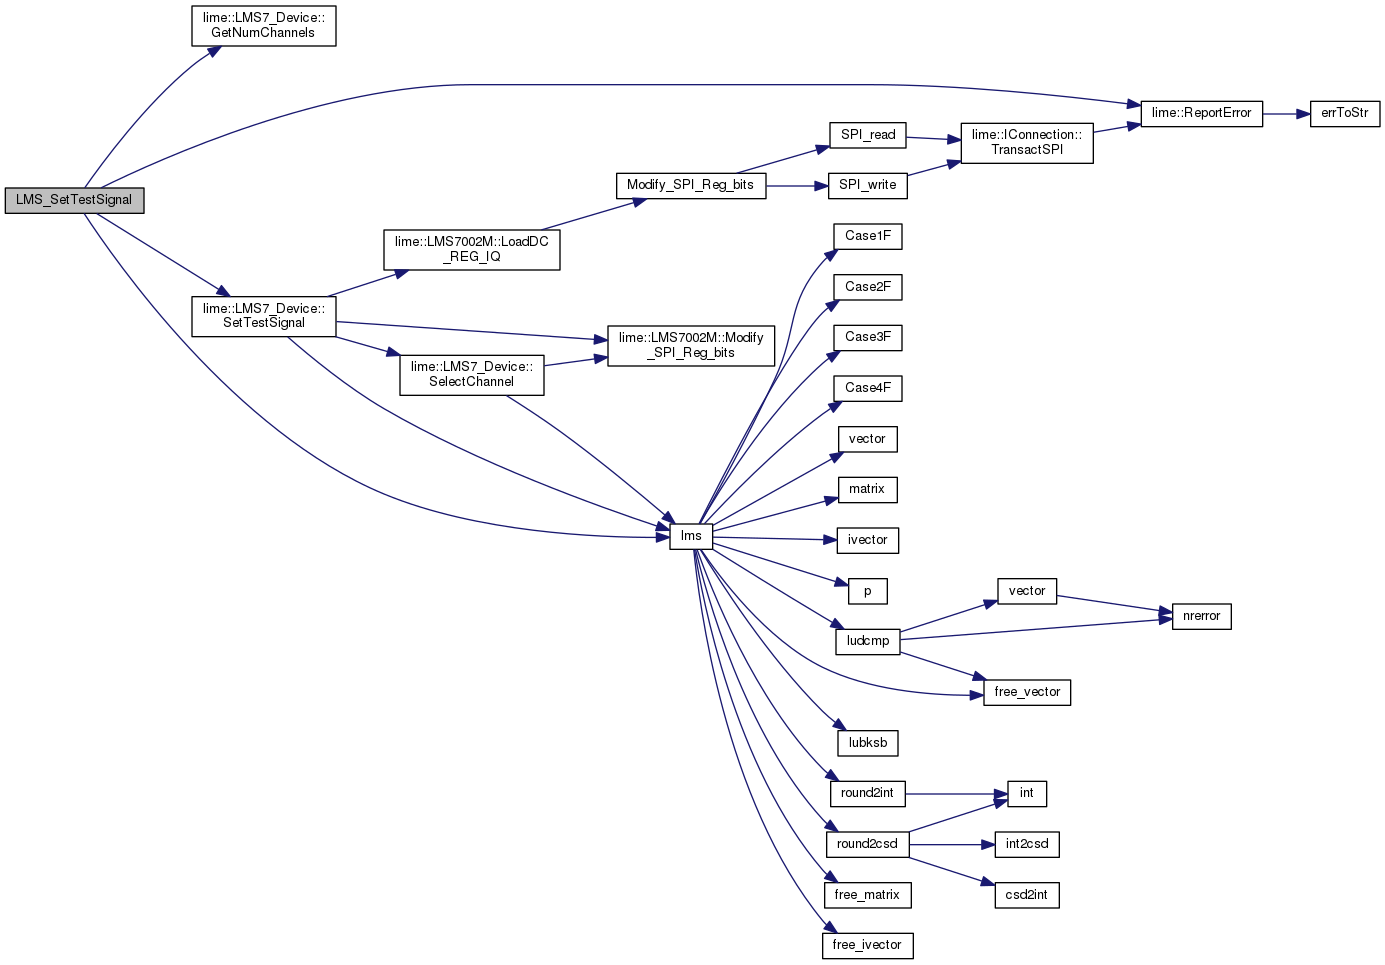 lime::LMS7_Device::
GetNumChannels
lime::ReportError
errToStr
SPI_read
lime::IConnection::
TransactSPI
LMS_SetTestSignal
Modify_SPI_Reg_bits
SPI_write
lime::LMS7002M::LoadDC
_REG_IQ
Case1F
Case2F
lime::LMS7_Device::
SetTestSignal
lime::LMS7002M::Modify
_SPI_Reg_bits
Case3F
lime::LMS7_Device::
SelectChannel
Case4F
vector
matrix
lms
ivector
p
vector
nrerror
ludcmp
free_vector
lubksb
round2int
int
round2csd
int2csd
free_matrix
csd2int
free_ivector